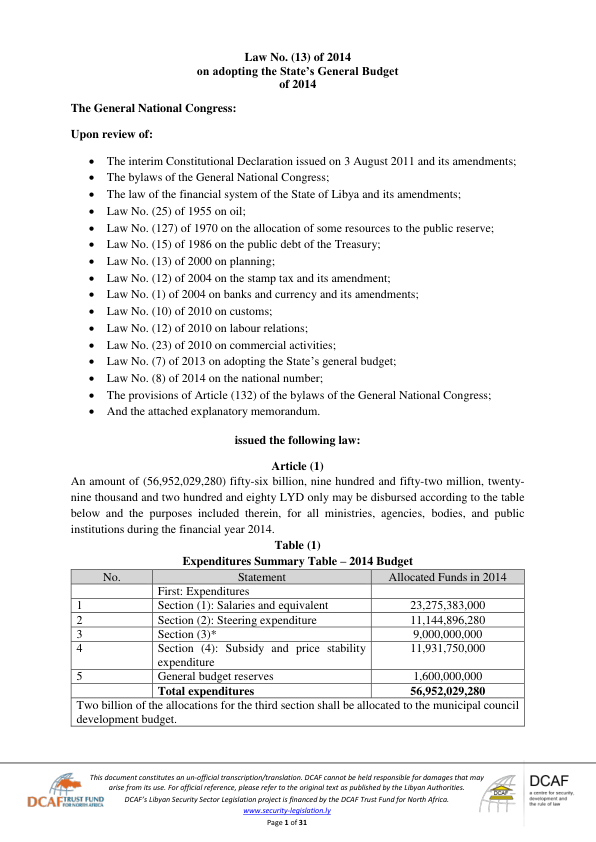 Law No. (13) of 2014
on adopting the State's General Budget
of 2014
The General National Congress:
Upon review of:
• The interim Constitutional Declaration issued on 3 August 2011 and its amendments;
• The bylaws of the General National Congress;
• The law of the financial system of the State of Libya and its amendments;
• Law No. (25) of 1955 on oil;
• Law No. (127) of 1970 on the allocation of some resources to the public reserve;
• Law No. (15) of 1986 on the public debt of the Treasury;
• Law No. (13) of 2000 on planning;
• Law No. (12) of 2004 on the stamp tax and its amendment;
• Law No. (1) of 2004 on banks and currency and its amendments;
• Law No. (10) of 2010 on customs;
• Law No. (12) of 2010 on labour relations;
• Law No. (23) of 2010 on commercial activities;
• Law No. (7) of 2013 on adopting the State's general budget;
• Law No. (8) of 2014 on the national number;
• The provisions of Article (132) of the bylaws of the General National Congress;
• And the attached explanatory memorandum.
issued the following law:
Article (1)
An amount of (56,952,029,280) fifty-six billion, nine hundred and fifty-two million, twenty-
nine thousand and two hundred and eighty LYD only may be disbursed according to the table
below and the purposes included therein, for all ministries, agencies, bodies, and public
institutions during the financial year 2014.
Table (1)
Expenditures Summary Table – 2014 Budget
No. Statement Allocated Funds in 2014
First: Expenditures
1 Section (1): Salaries and equivalent 23,275,383,000
2 Section (2): Steering expenditure 11,144,896,280
3 Section (3)* 9,000,000,000
4 Section (4): Subsidy and price stability 11,931,750,000
expenditure
5 General budget reserves 1,600,000,000
Total expenditures 56,952,029,280
Two billion of the allocations for the third section shall be allocated to the municipal council
development budget.
This document constitutes an un-official transcription/translation. DCAF cannot be held responsible for damages that may
arise from its use. For official reference, please refer to the original text as published by the Libyan Authorities.
DCAF's Libyan Security Sector Legislation project is financed by the DCAF Trust Fund for North Africa.
www.security-legislation.ly
Page 1 of 31
DCAF TRUST FUND
FOR NORTH AFRICA
DCAF
DCAF
a centre for security,
development and
the rule of law